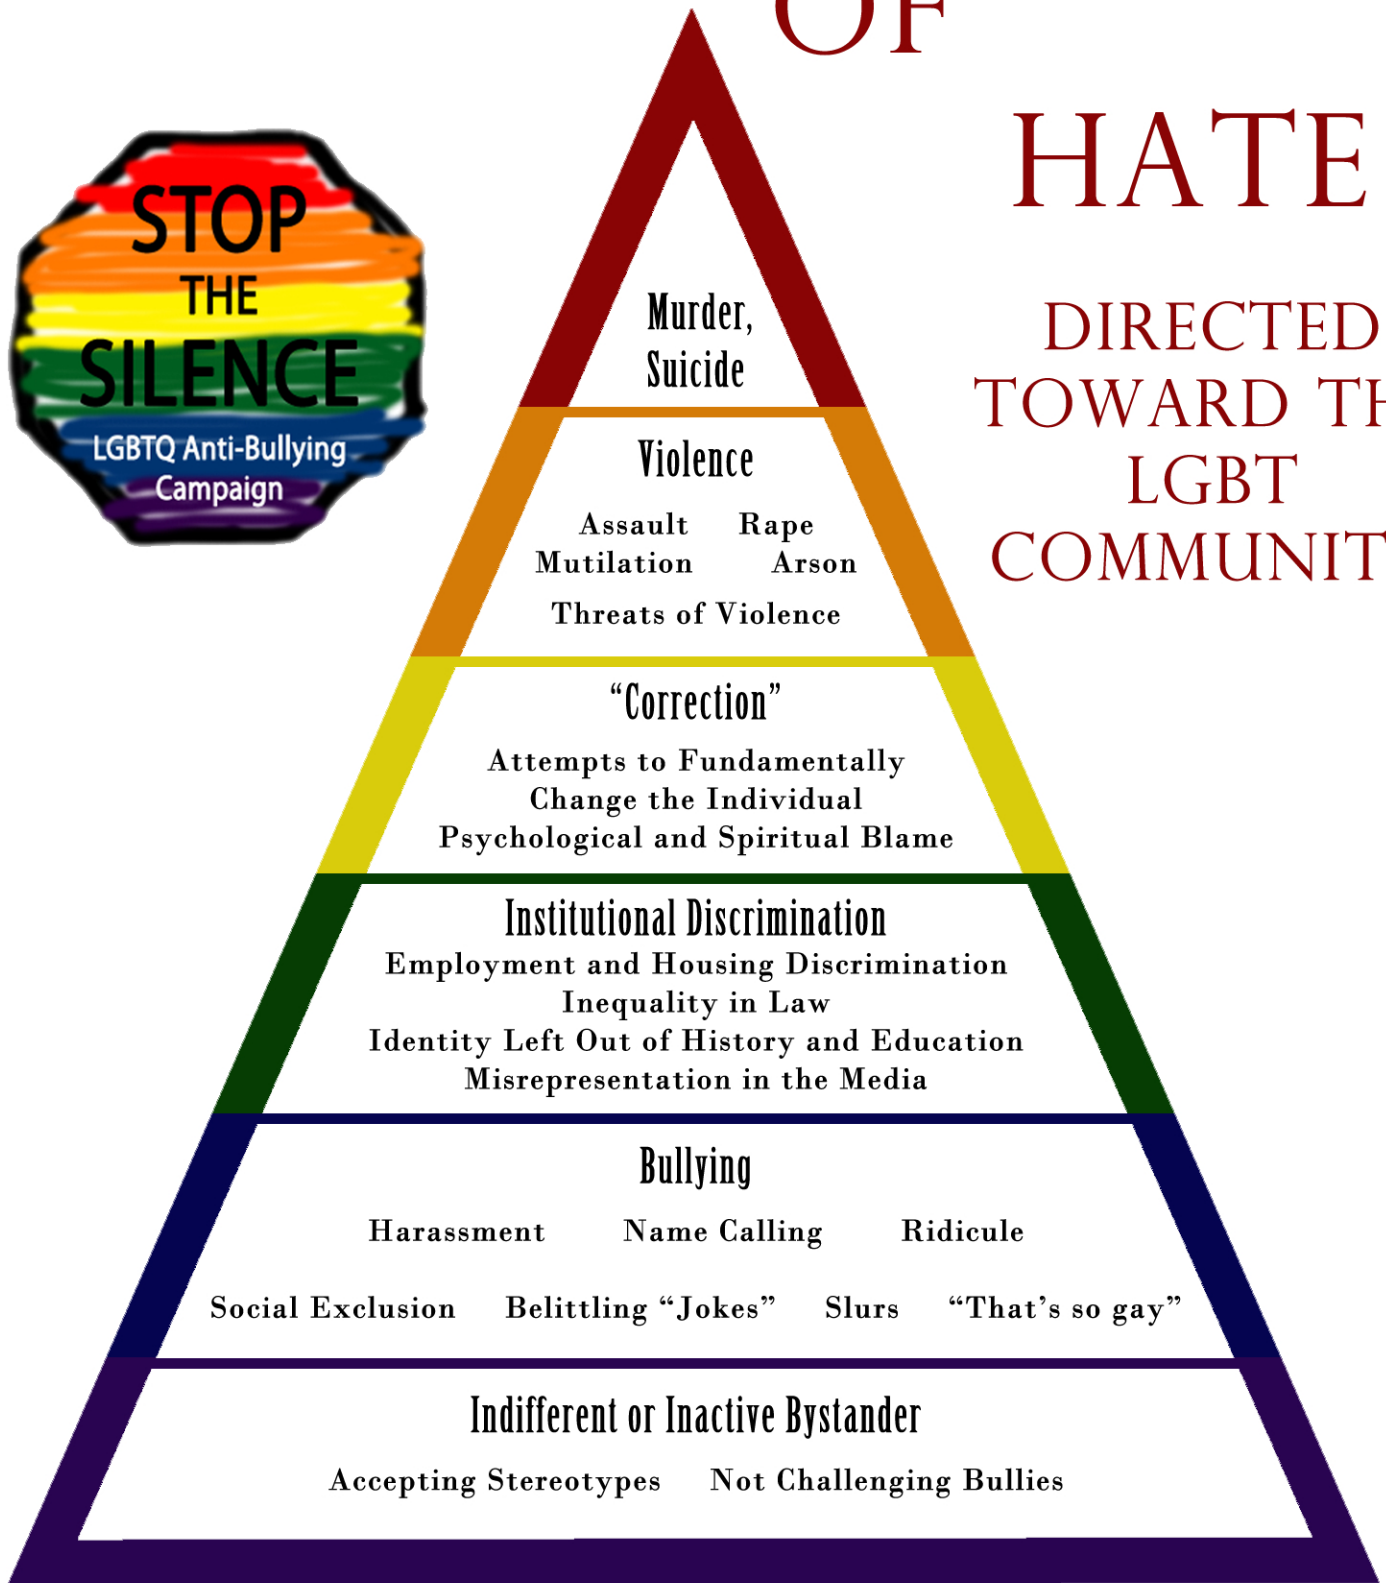 OF
HATE
DIRECTED
TOWARD TH
LGBT
COMMUNIT
STOP
THE
SILENCE
LGBTQ Anti-Bullying
Campaign
Murder,
Suicide
Violence
Assault Rape
Mutilation Arson
Threats of Violence
“Correction”
Attempts to Fundamentally
Change the Individual
Psychological and Spiritual Blame
Institutional Discrimination
Employment and Housing Discrimination
Inequality in Law
Identity Left Out of History and Education
Misrepresentation in the Media
Bullying
Harassment Name Calling Ridicule
Social Exclusion Belittling “Jokes” Slurs “That’s so gay”
Indifferent or Inactive Bystander
Accepting Stereotypes Not Challenging Bullies